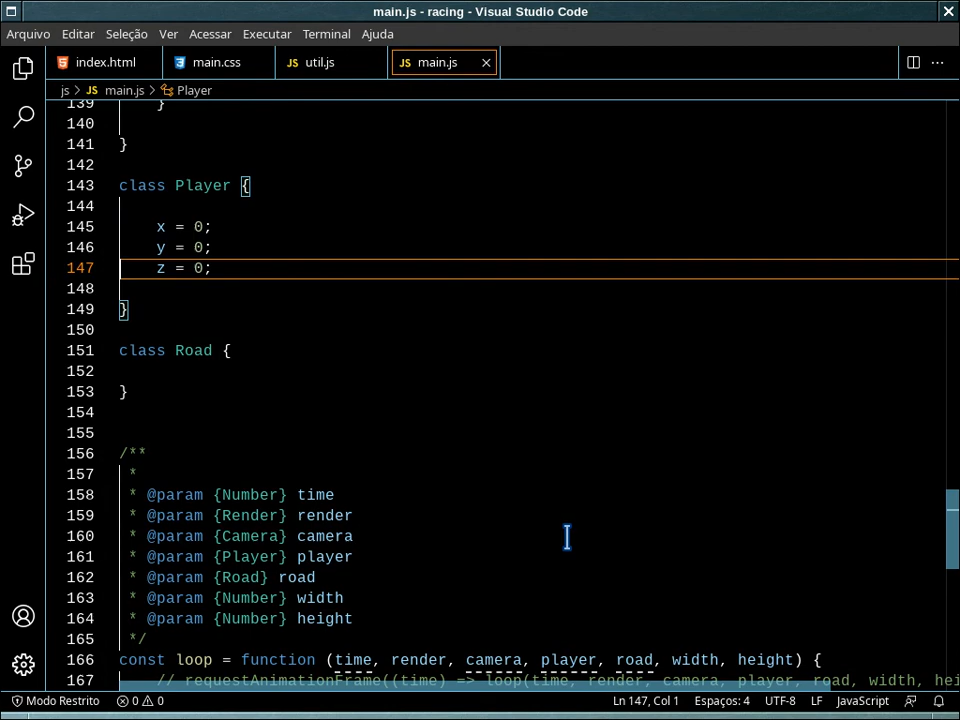 main.js - racing - Visual Studio Code
Arquivo Editar Seleção Ver Acessar Executar Terminal Ajuda
index.html main.css JS util.js JS main.js
js > JS main.js > Player
139 }
140
141 }
142
143 class Player {
144
145 x = 0;
146 y = 0;
147 z = 0;
148
149 }
150
151 class Road {
152
153 }
154
155
156 /**
157 *
158 * @param {Number} time
159 * @param {Render} render
160 * @param {Camera} camera
161 * @param {Player} player
162 * @param {Road} road
163 * @param {Number} width
164 * @param {Number} height
165 */
166 const loop = function (time, render, camera, player, road, width, height) {
167 // requestAnimationFrame((time) => loop(time, render, camera, player, road, width, hei
Modo Restrito 0 0 Ln 147, Col 1 Espaços: 4 UTF-8 LF JavaScript